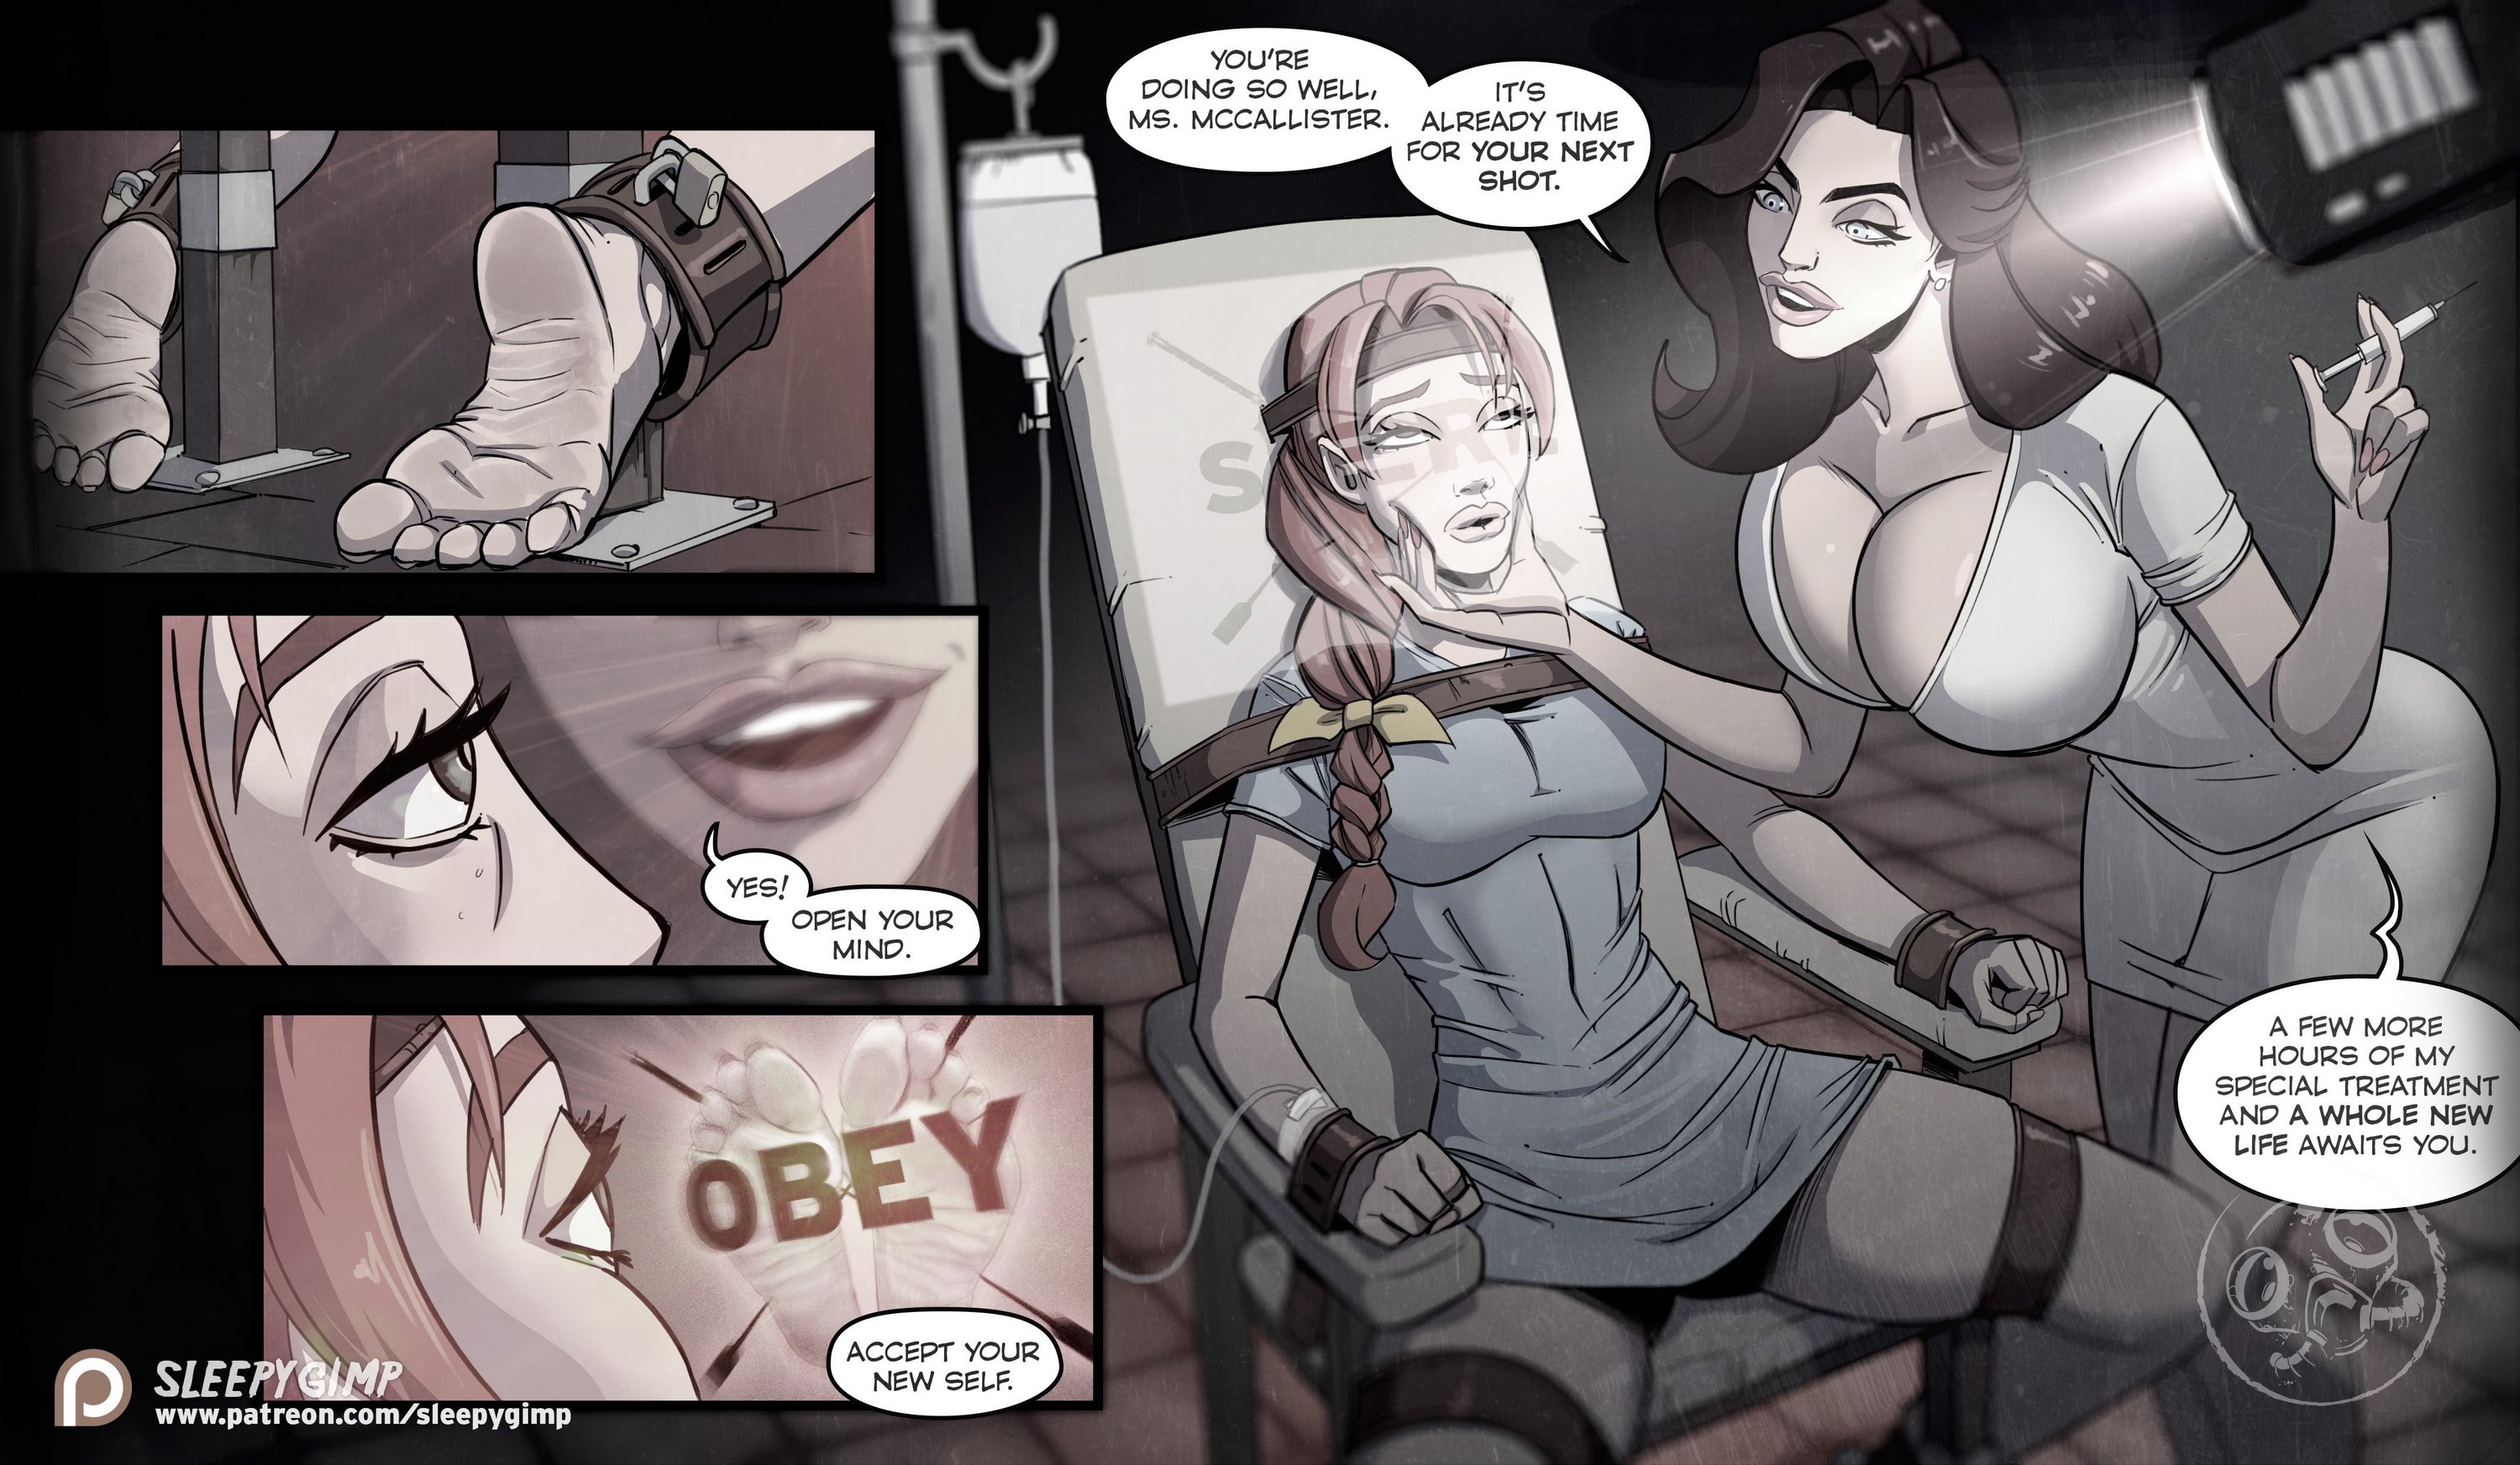 YOU'RE
DOING SO WELL,
MS. MCCALLISTER.
IT'S
ALREADY TIME
FOR YOUR NEXT
SHOT.
YES!
OPEN YOUR
MIND.
OBEY
ACCEPT YOUR
NEW SELF.
A FEW MORE
HOURS OF MY
SPECIAL TREATMENT
AND A WHOLE NEW
LIFE AWAITS YOU.
SLEEPYGIMP
www.patreon.com/sleepygimp